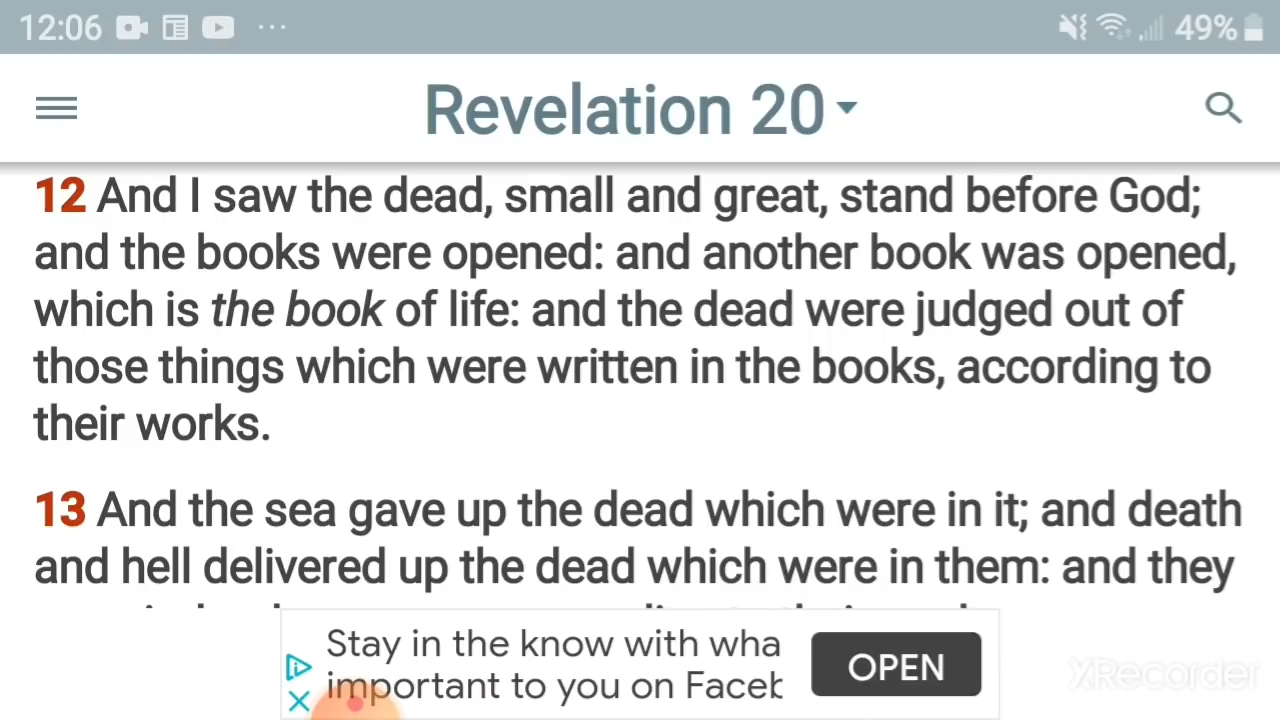 12:06 ... 49%
Revelation 20
12 And I saw the dead, small and great, stand before God;
and the books were opened: and another book was opened,
which is the book of life: and the dead were judged out of
those things which were written in the books, according to
their works.
13 And the sea gave up the dead which were in it; and death
and hell delivered up the dead which were in them: and they
Stay in the know with wha
important to you on Faceb
OPEN
XRecorder